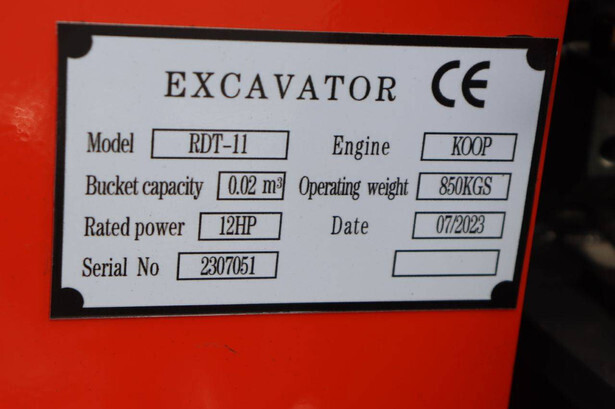 EXCAVATOR CE
Model RDT-11 Engine KOOP
Bucket capacity 0.02 m³ Operating weight 850KGS
Rated power 12HP Date 07/2023
Serial No 2307051